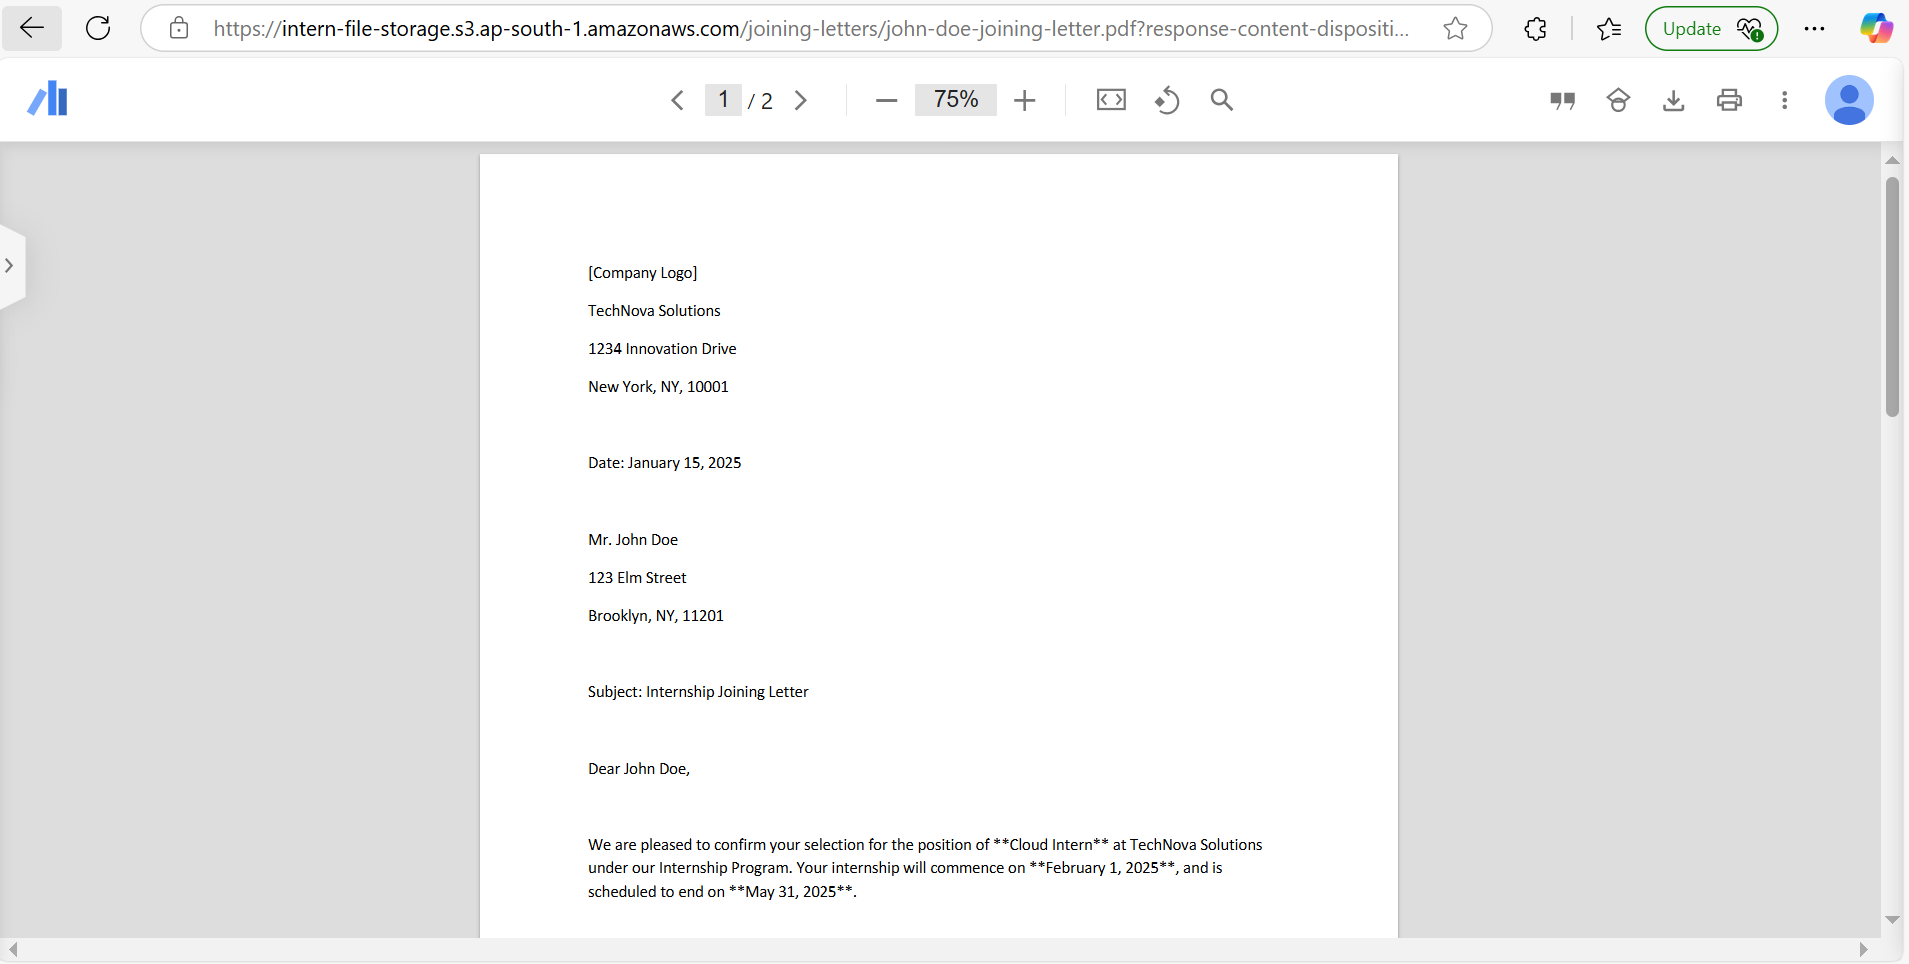 https://intern-file-storage.s3.ap-south-1.amazonaws.com/joining-letters/john-doe-joining-letter.pdf?response-content-dispositi...
Update
1 / 2
75%
[Company Logo]
TechNova Solutions
1234 Innovation Drive
New York, NY, 10001
Date: January 15, 2025
Mr. John Doe
123 Elm Street
Brooklyn, NY, 11201
Subject: Internship Joining Letter
Dear John Doe,
We are pleased to confirm your selection for the position of **Cloud Intern** at TechNova Solutions
under our Internship Program. Your internship will commence on **February 1, 2025**, and is
scheduled to end on **May 31, 2025**.